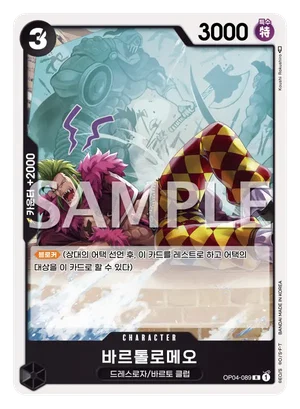 3
3000
특수
特
카운터 +2000
SAMPLE
블로커 (상대의 어택 선언 후, 이 카드를 레스트로 하고 어택의
대상을 이 카드로 할 수 있다)
CHARACTER
바르톨로메오
드레스로자/바르토 클럽
OP04-089 R 1